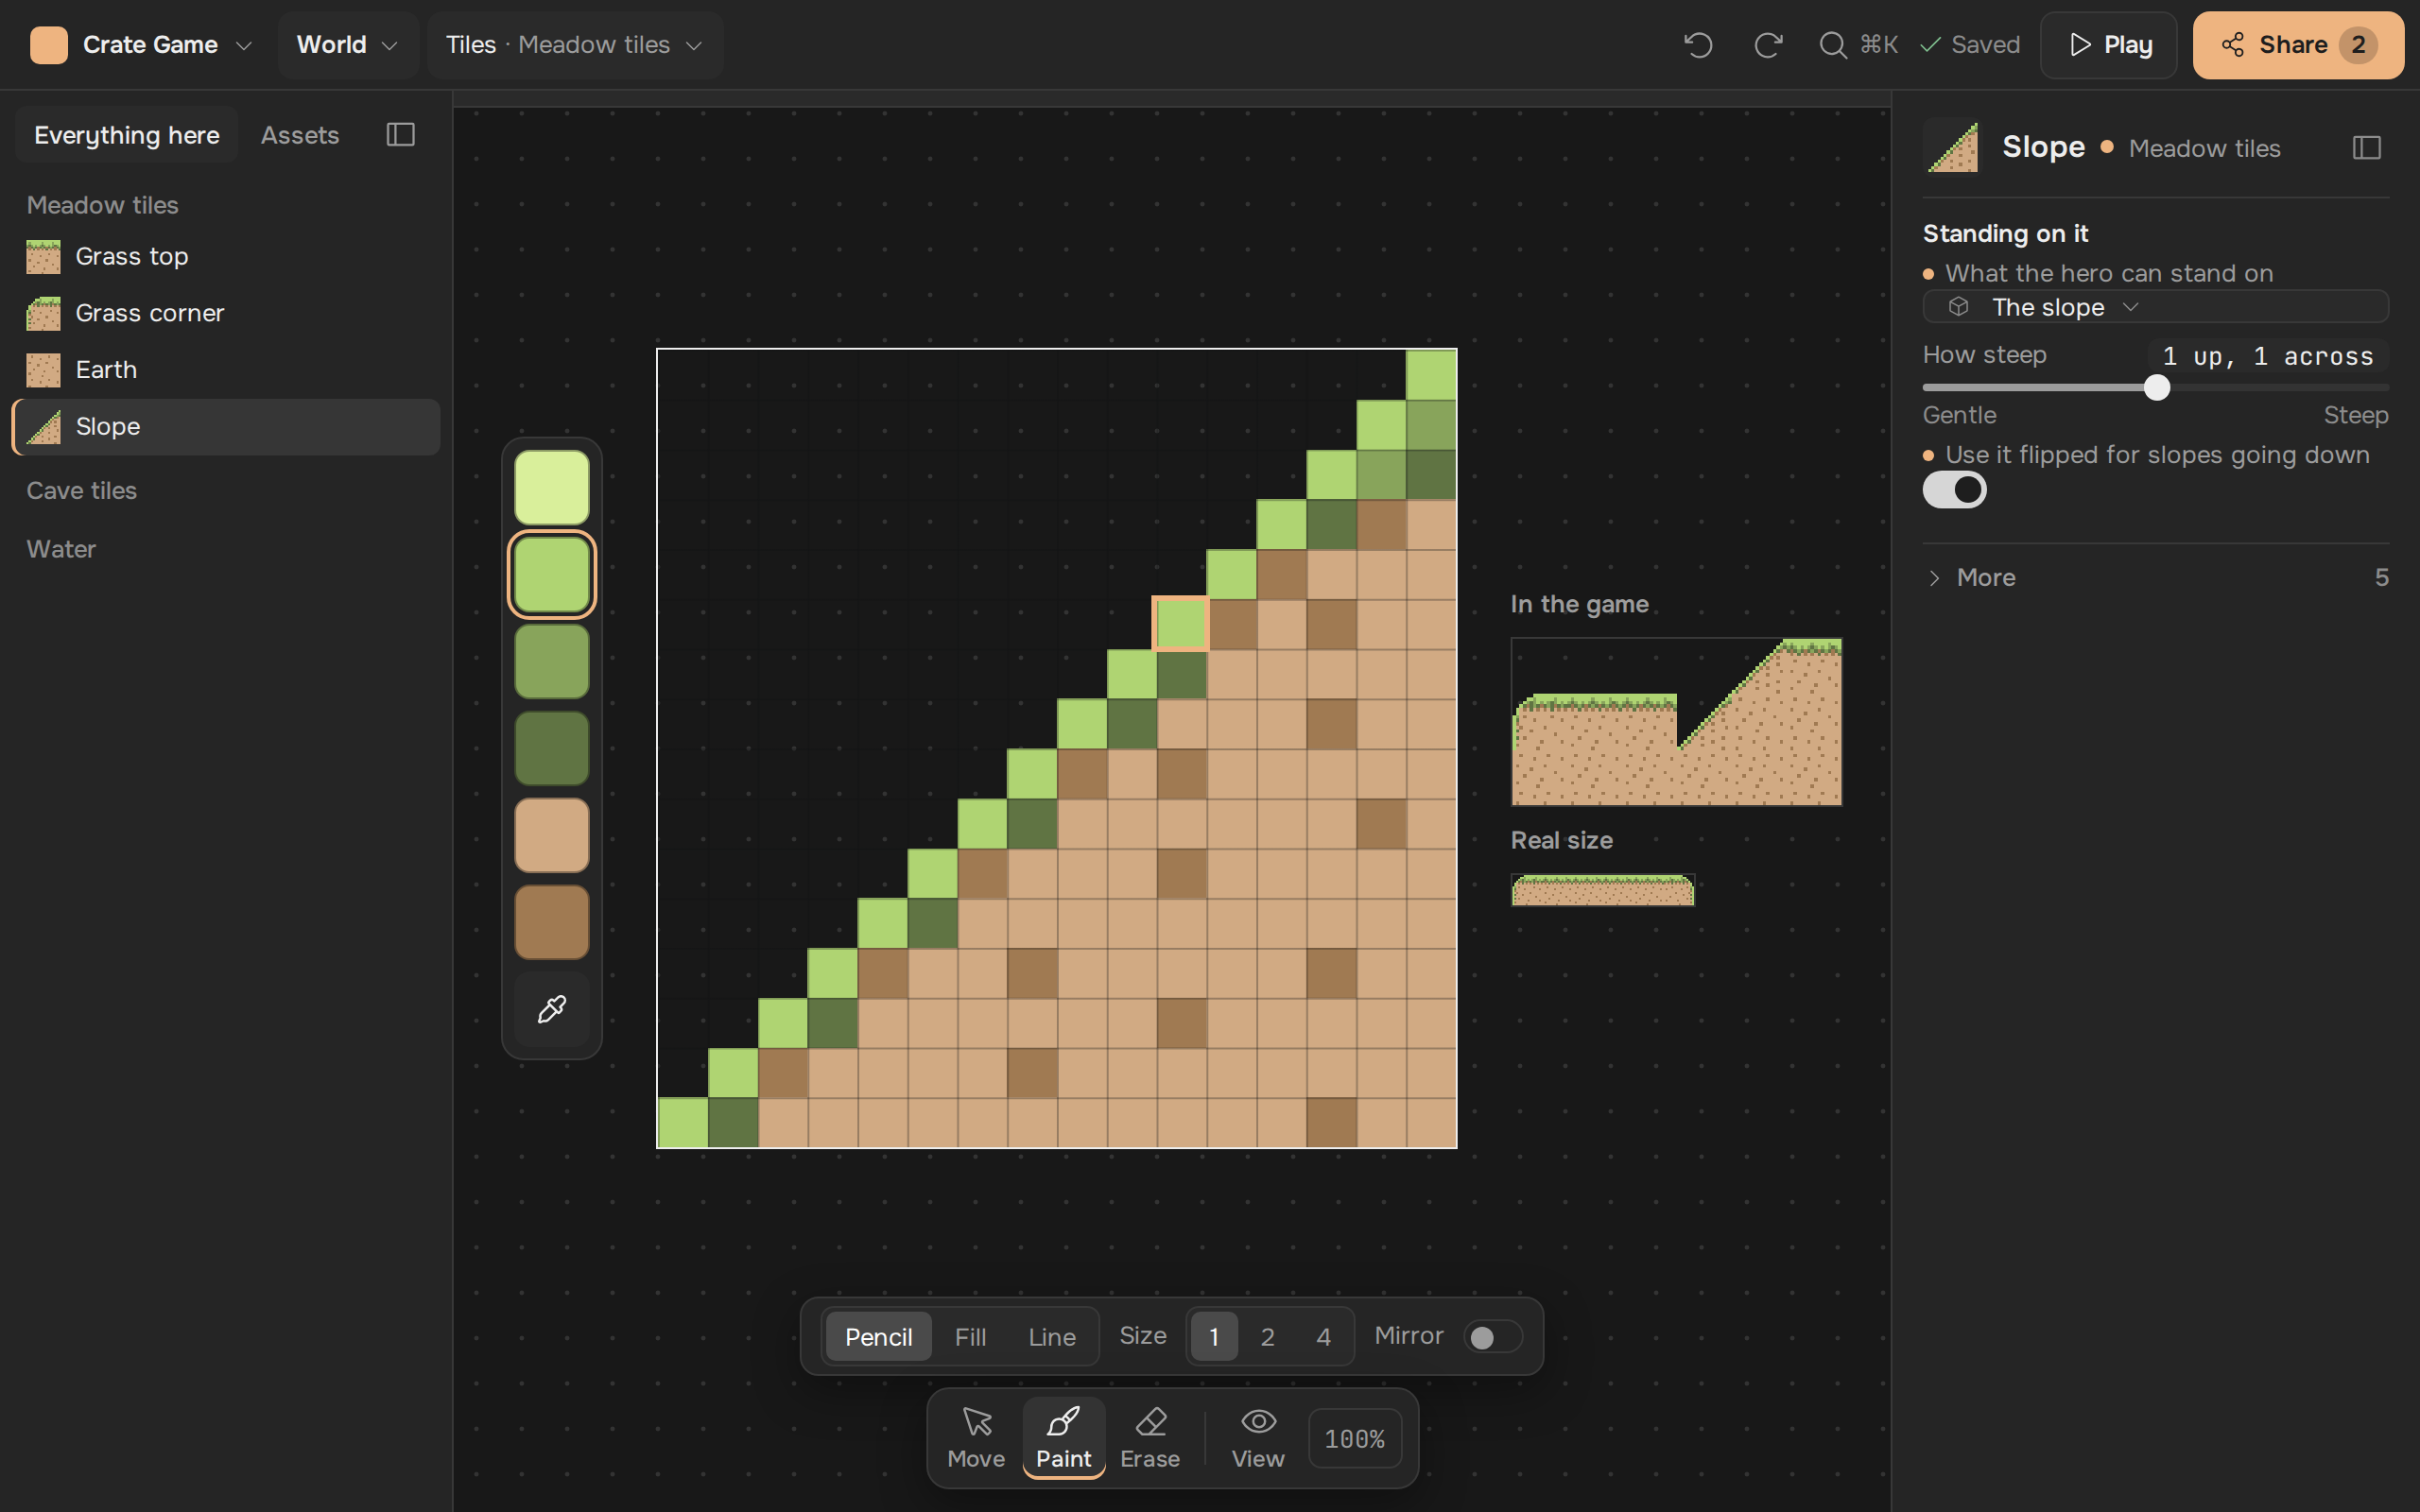 Crate Game
World
Tiles · Meadow tiles
⌘K
Saved
Play
Share 2
Everything here
Assets
Meadow tiles
Grass top
Grass corner
Earth
Slope
Cave tiles
Water
In the game
Real size
Pencil
Fill
Line
Size
1
2
4
Mirror
Move
Paint
Erase
View
100%
Slope
Meadow tiles
Standing on it
What the hero can stand on
The slope
How steep
1 up, 1 across
Gentle
Steep
Use it flipped for slopes going down
More
5